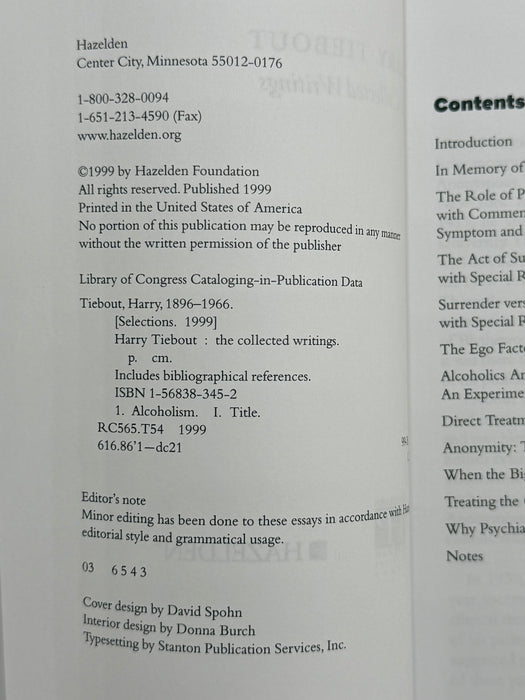 Hazelden
Center City, Minnesota 55012-0176
1-800-328-0094
1-651-213-4590 (Fax)
www.hazelden.org
©1999 by Hazelden Foundation
All rights reserved. Published 1999
Printed in the United States of America
No portion of this publication may be reproduced in any manner
without the written permission of the publisher
Library of Congress Cataloging-in-Publication Data
Tiebout, Harry, 1896–1966.
[Selections. 1999]
Harry Tiebout : the collected writings.
p. cm.
Includes bibliographical references.
ISBN 1-56838-345-2
1. Alcoholism. I. Title.
RC565.T54 1999
616.86'1—dc21
Editor's note
Minor editing has been done to these essays in accordance with
editorial style and grammatical usage.
03 6 5 4 3
Cover design by David Spohn
Interior design by Donna Burch
Typesetting by Stanton Publication Services, Inc.
Contents
Introduction
In Memory of
The Role of P
with Commen
Symptom and
The Act of Su
with Special R
Surrender vers
with Special R
The Ego Facto
Alcoholics An
An Experime
Direct Treatm
Anonymity: T
When the Big
Treating the
Why Psychia
Notes